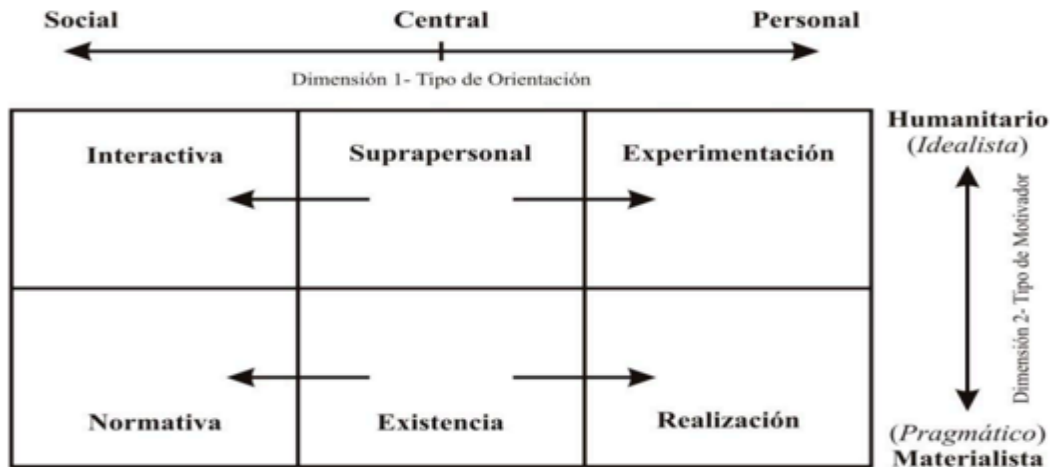 Social Central Personal
Dimensión 1- Tipo de Orientación
Humanitario
(Idealista)
Interactiva Suprapersonal Experimentación
Dimensión 2- Tipo de Motivador
Normativa Existencia Realización
(Pragmático)
Materialista